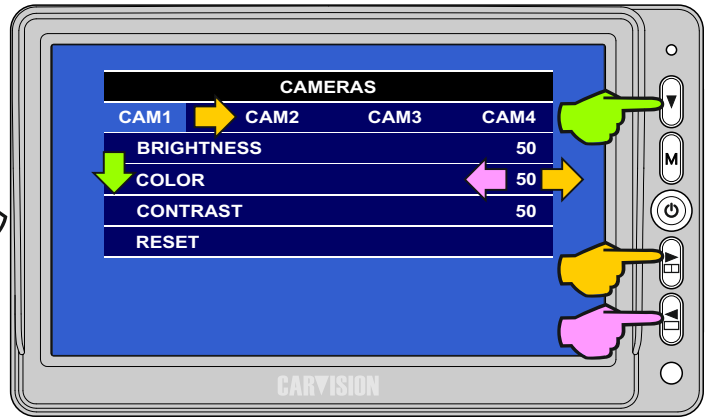 CAMERAS
CAM1 CAM2 CAM3 CAM4
BRIGHTNESS 50
COLOR 50
CONTRAST 50
RESET
M
CARVISION